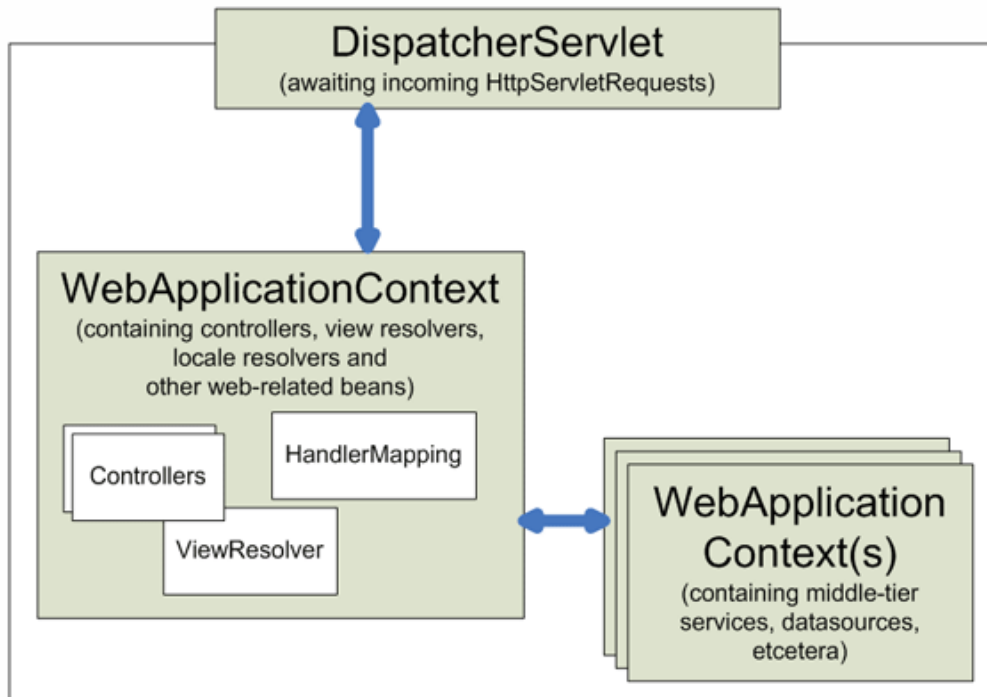 DispatcherServlet
(awaiting incoming HttpServletRequests)
WebApplicationContext
(containing controllers, view resolvers,
locale resolvers and
other web-related beans)
Controllers
HandlerMapping
ViewResolver
WebApplication
Context(s)
(containing middle-tier
services, datasources,
etcetera)